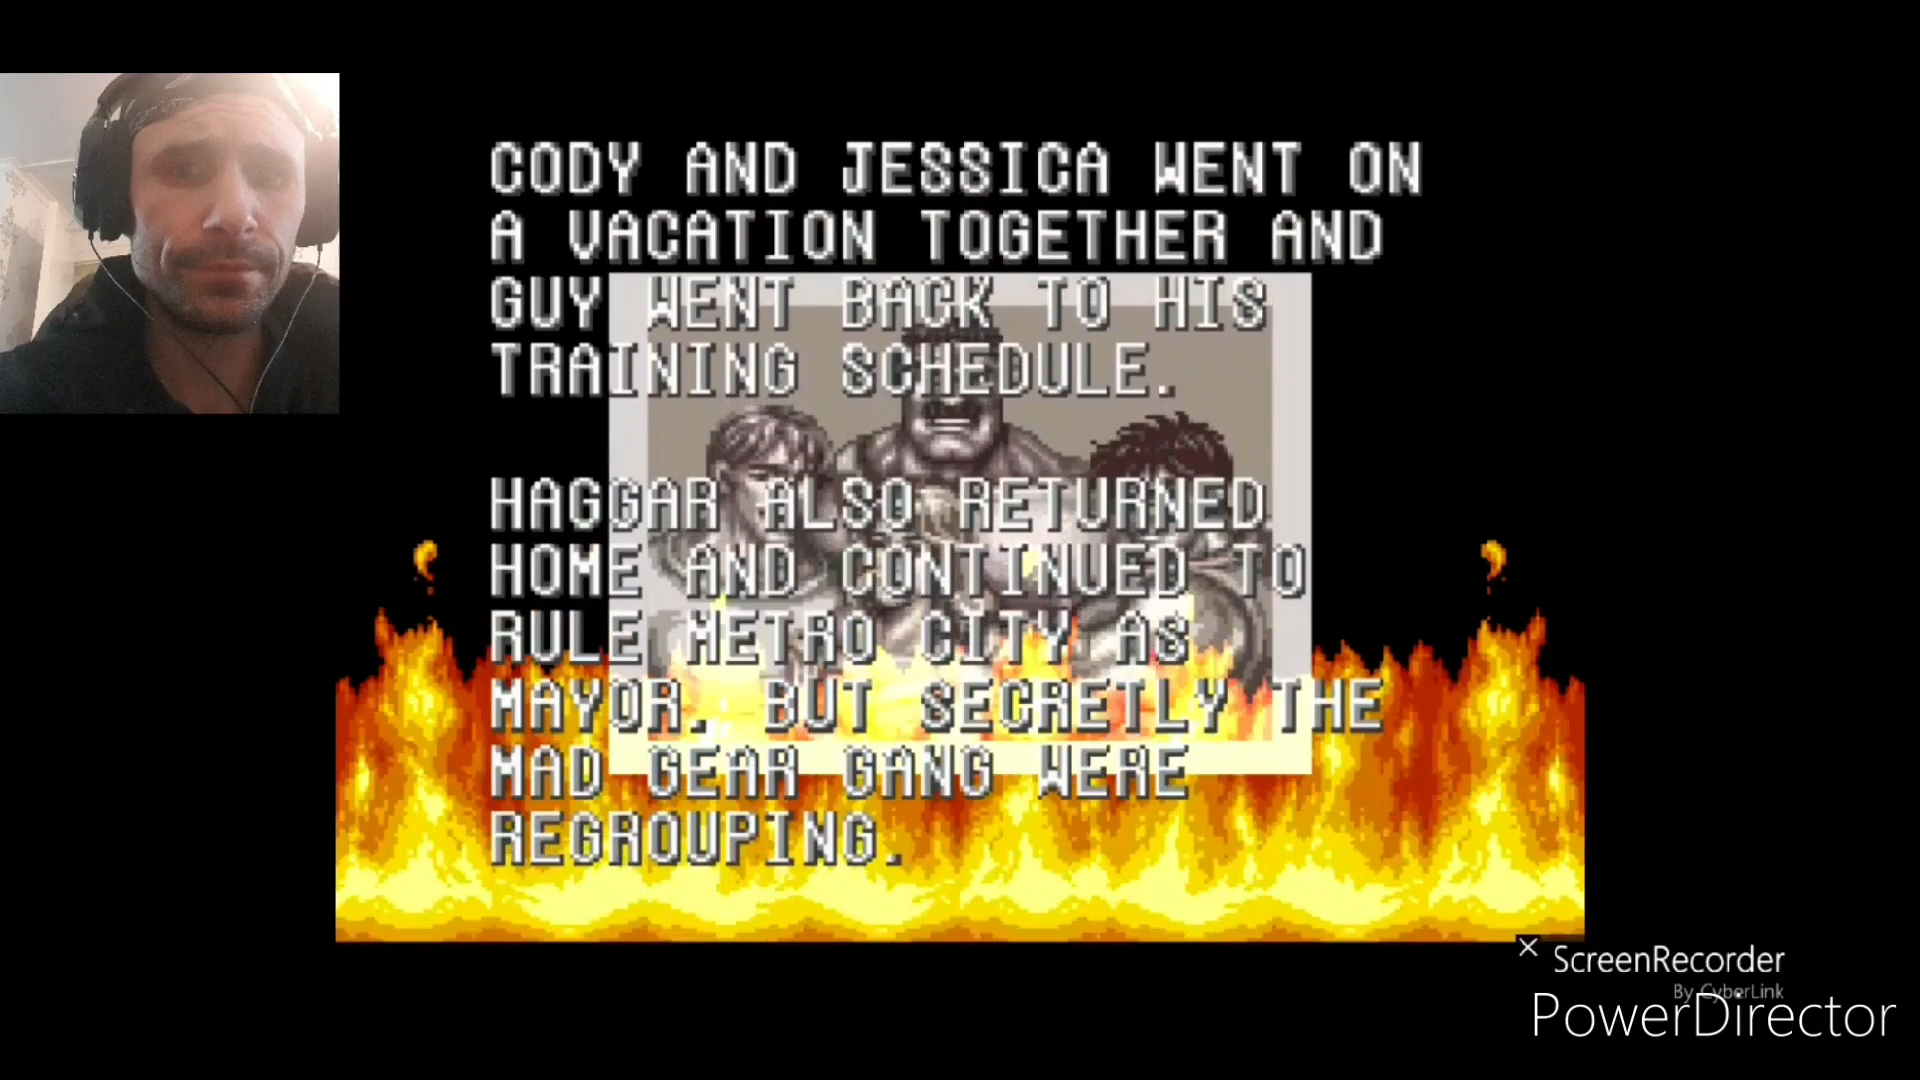 CODY AND JESSICA WENT ON
A VACATION TOGETHER AND
GUY WENT BACK TO HIS
TRAINING SCHEDULE.
HAGGAR ALSO RETURNED
HOME AND CONTINUED TO
RULE METRO CITY AS
MAYOR. BUT SECRETLY THE
MAD GEAR GANG WERE
REGROUPING.
ScreenRecorder
By CyberLink
PowerDirector